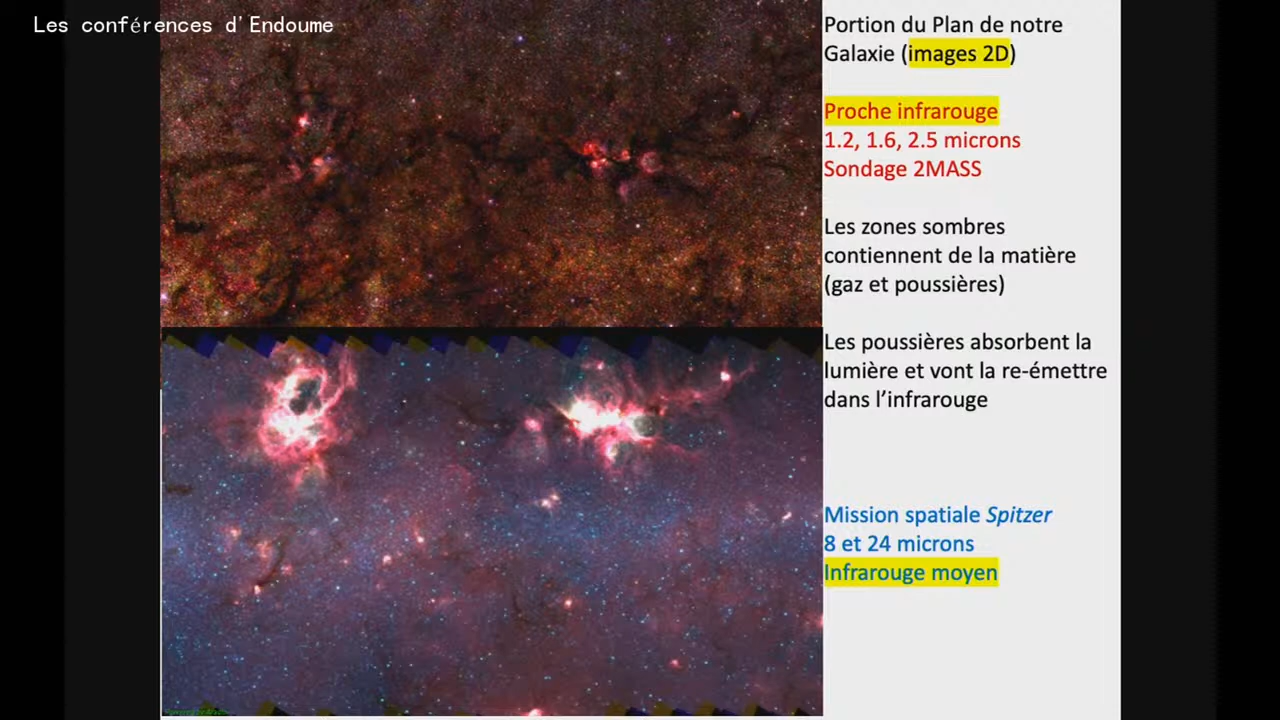 Les conférences d'Endoume
Portion du Plan de notre
Galaxie (images 2D)
Proche infrarouge
1.2, 1.6, 2.5 microns
Sondage 2MASS
Les zones sombres
contiennent de la matière
(gaz et poussières)
Les poussières absorbent la
lumière et vont la re-émettre
dans l'infrarouge
Mission spatiale Spitzer
8 et 24 microns
Infrarouge moyen